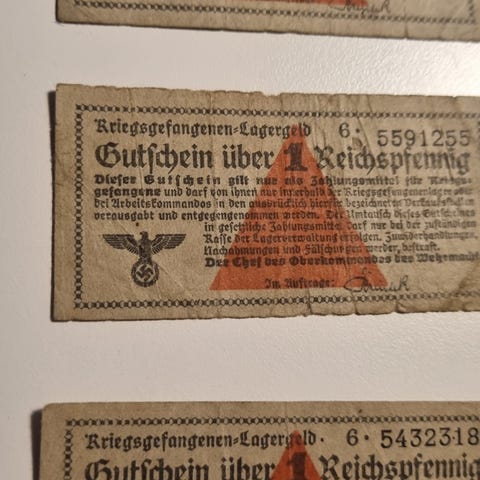 Kriegsgefangenen-Lagergeld 6· 5591255
Gutschein über 1 Reichspfennig
Dieser Gutschein gilt nur als Zahlungsmittel für Kriegs-
gefangene und darf von ihnen nur innerhalb der Kriegsgefangenenlager oder
bei Arbeitskommandos in den ausdrücklich hierfür bezeichneten Verkaufsstellen
verausgabt und entgegengenommen werden. Der Umtausch dieses Gutscheines
in gesetzliche Zahlungsmittel darf nur bei der zuständigen
Kasse der Lagerverwaltung erfolgen. Zuwiderhandlungen,
Nachahmungen und Fälschungen werden bestraft.
Der Chef des Oberkommandos der Wehrmacht
Im Auftrage:
Kriegsgefangenen-Lagergeld· 6· 5432318
Gutschein über 1 Reichspfennig